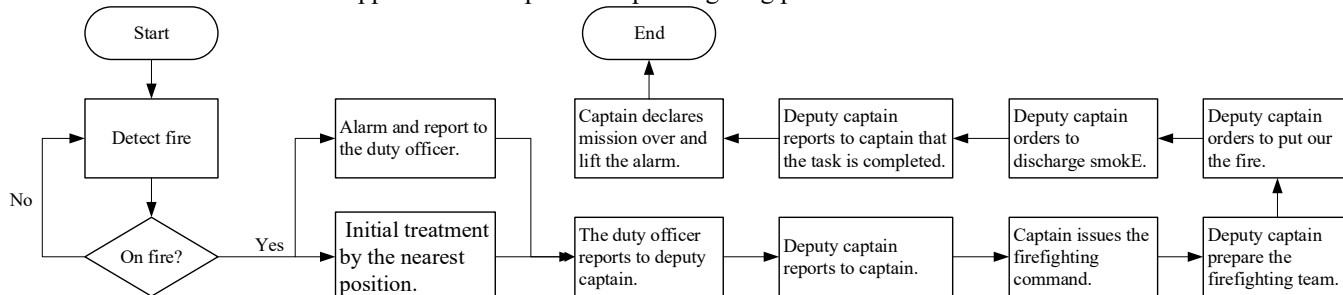 Start
End
Detect fire
Alarm and report to
the duty officer.
Captain declares
mission over and
lift the alarm.
Deputy captain
reports to captain that
the task is completed.
Deputy captain
orders to
discharge smokE.
Deputy captain
orders to put our
the fire.
No
On fire?
Yes
Initial treatment
by the nearest
position.
The duty officer
reports to deputy
captain.
Deputy captain
reports to captain.
Captain issues the
firefighting
command.
Deputy captain
prepare the
firefighting team.